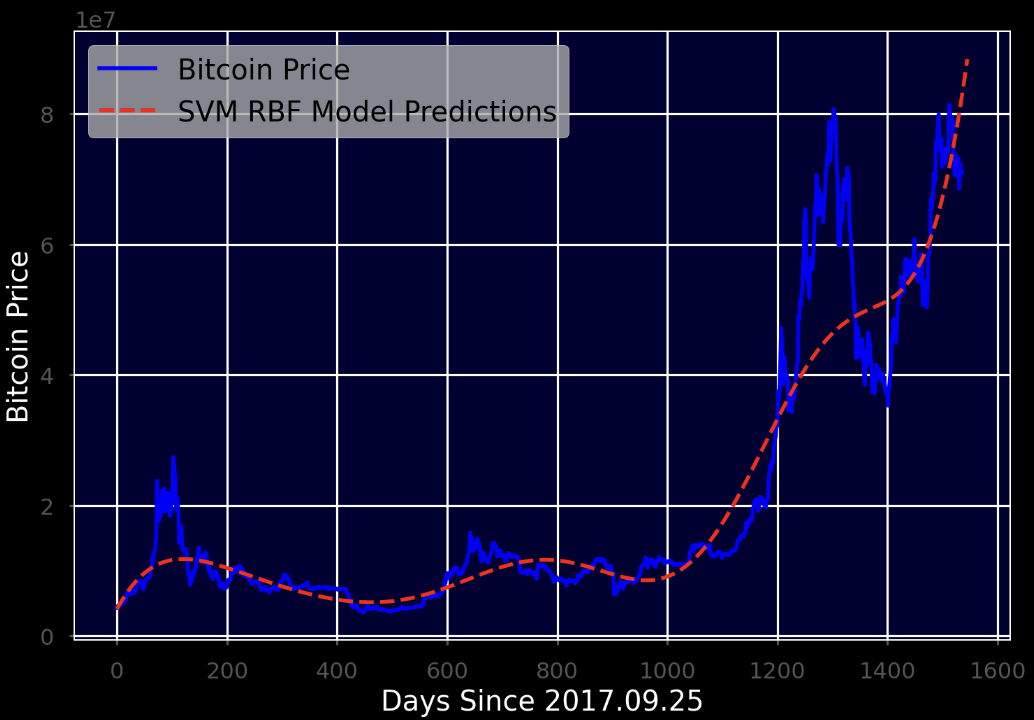 1e7
Bitcoin Price
SVM RBF Model Predictions
8
6
4
2
0
Bitcoin Price
0 200 400 600 800 1000 1200 1400 1600
Days Since 2017.09.25